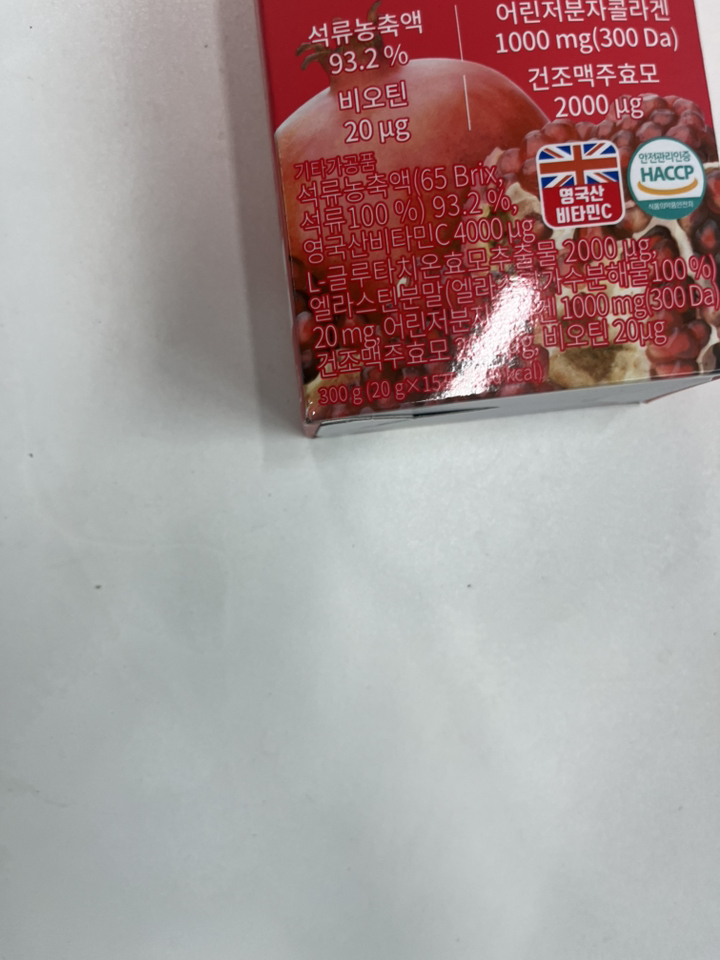 석류농축액
93.2 %
비오틴
20 µg
어린저분자콜라겐
1000 mg(300 Da)
건조맥주효모
2000 µg
영국산
비타민C
안전관리인증
HACCP
기타가공품
석류농축액(65 Brix,
석류100 %) 93.2 %,
영국산비타민C 4000 µg
L-글루타치온효모추출물 2000 µg,
엘라스틴분말(엘라 가수분해물100 %)
20 mg, 어린저분자 1000 mg(300 Da)
건조맥주효모 비오틴 20µg
300 g (20 g×15